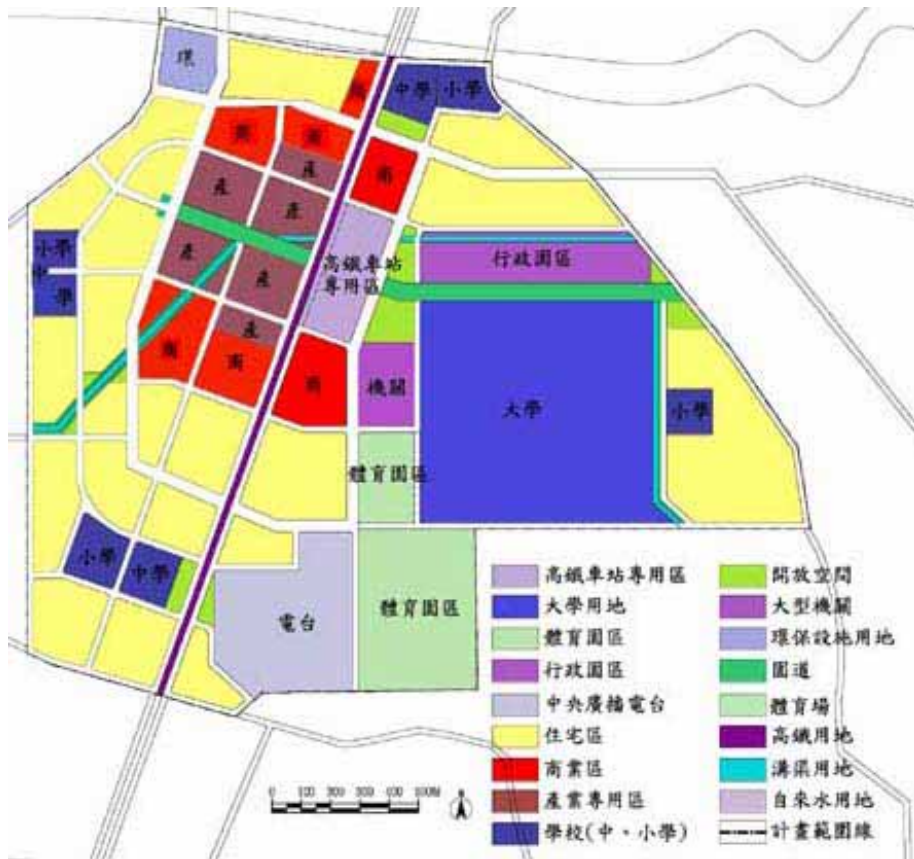 環
商
中學
小學
商
商
產
商
產
產
小學
中
學
產
產
高鐵車站
專用區
行政園區
產
商
商
商
機關
大學
小學
體育園區
小學
中學
電台
體育園區
高鐵車站專用區
大學用地
體育園區
行政園區
中央廣播電台
住宅區
商業區
產業專用區
學校(中、小學)
開放空間
大型機關
環保設施用地
園道
體育場
高鐵用地
溝渠用地
自來水用地
計畫範圍線
0 100 200 300 400 500M